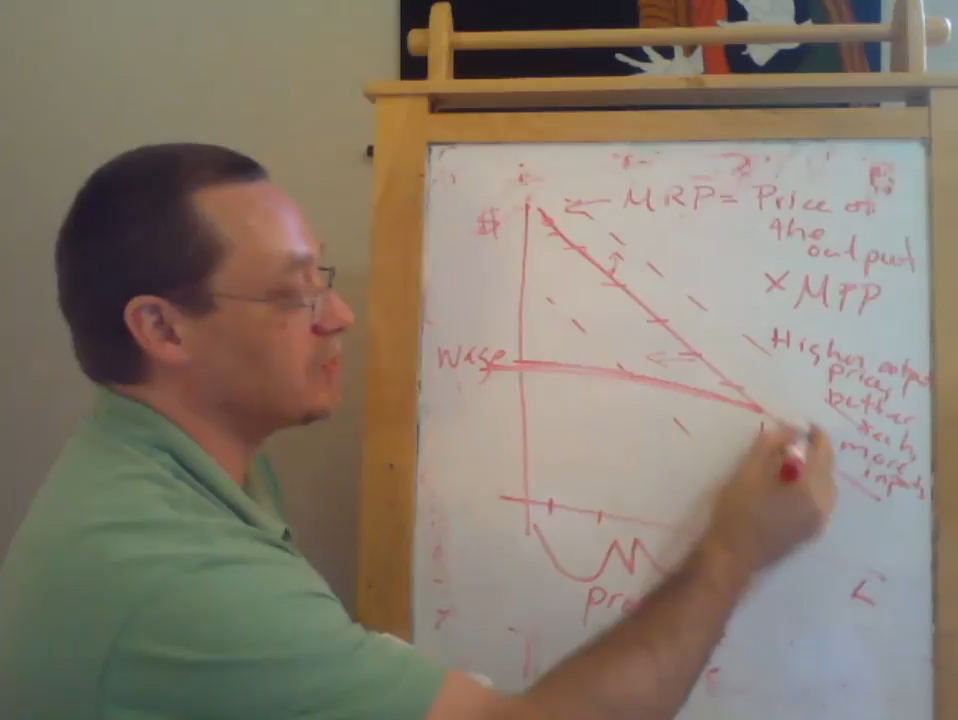 $
MRP = Price of
the
output
X MPP
Wage
Higher output
price,
better
tech,
more
inputs
L